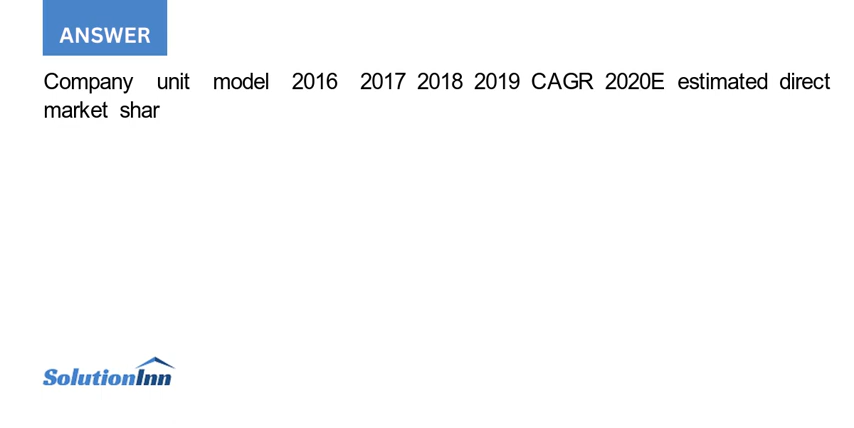 ANSWER
Company unit model 2016 2017 2018 2019 CAGR 2020E estimated direct
market shar
SolutionInn